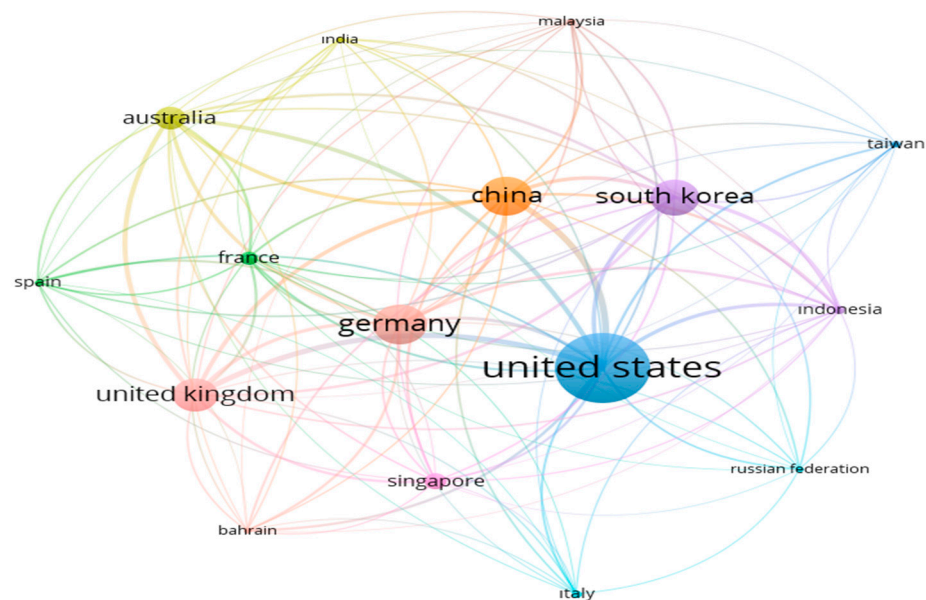 malaysia
india
australia
taiwan
china
south korea
france
spain
indonesia
germany
united states
united kingdom
russian federation
singapore
bahrain
italy